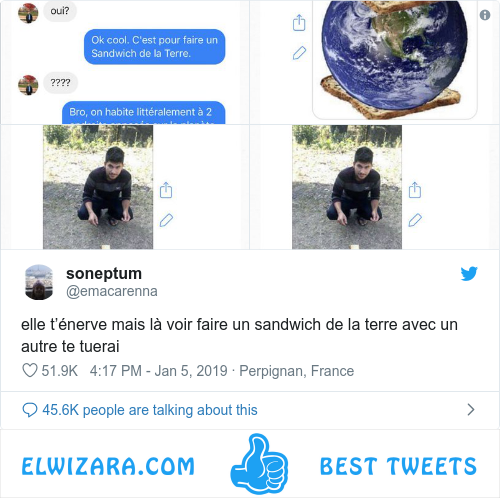 oui?
Ok cool. C'est pour faire un
Sandwich de la Terre.
????
Bro, on habite littéralement à 2
soneptum
@emacarenna
elle t'énerve mais là voir faire un sandwich de la terre avec un
autre te tuerai
51.9K 4:17 PM - Jan 5, 2019 · Perpignan, France
45.6K people are talking about this
ELWIZARA.COM BEST TWEETS